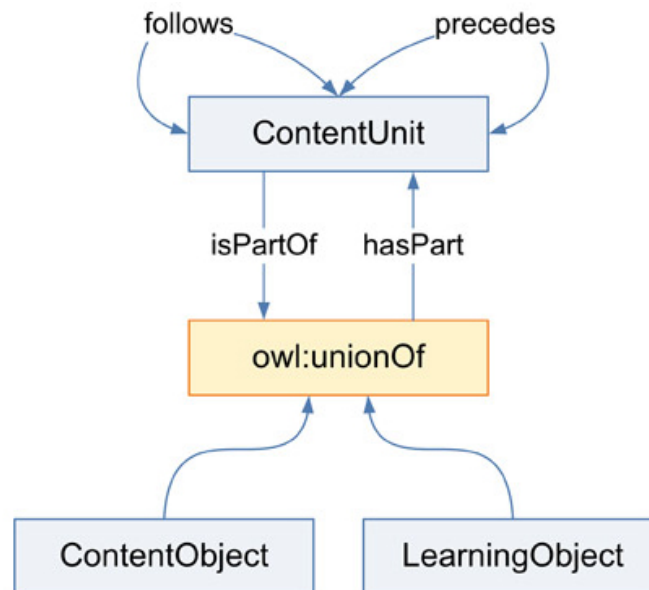 follows
precedes
ContentUnit
isPartOf
hasPart
owl:unionOf
ContentObject
LearningObject